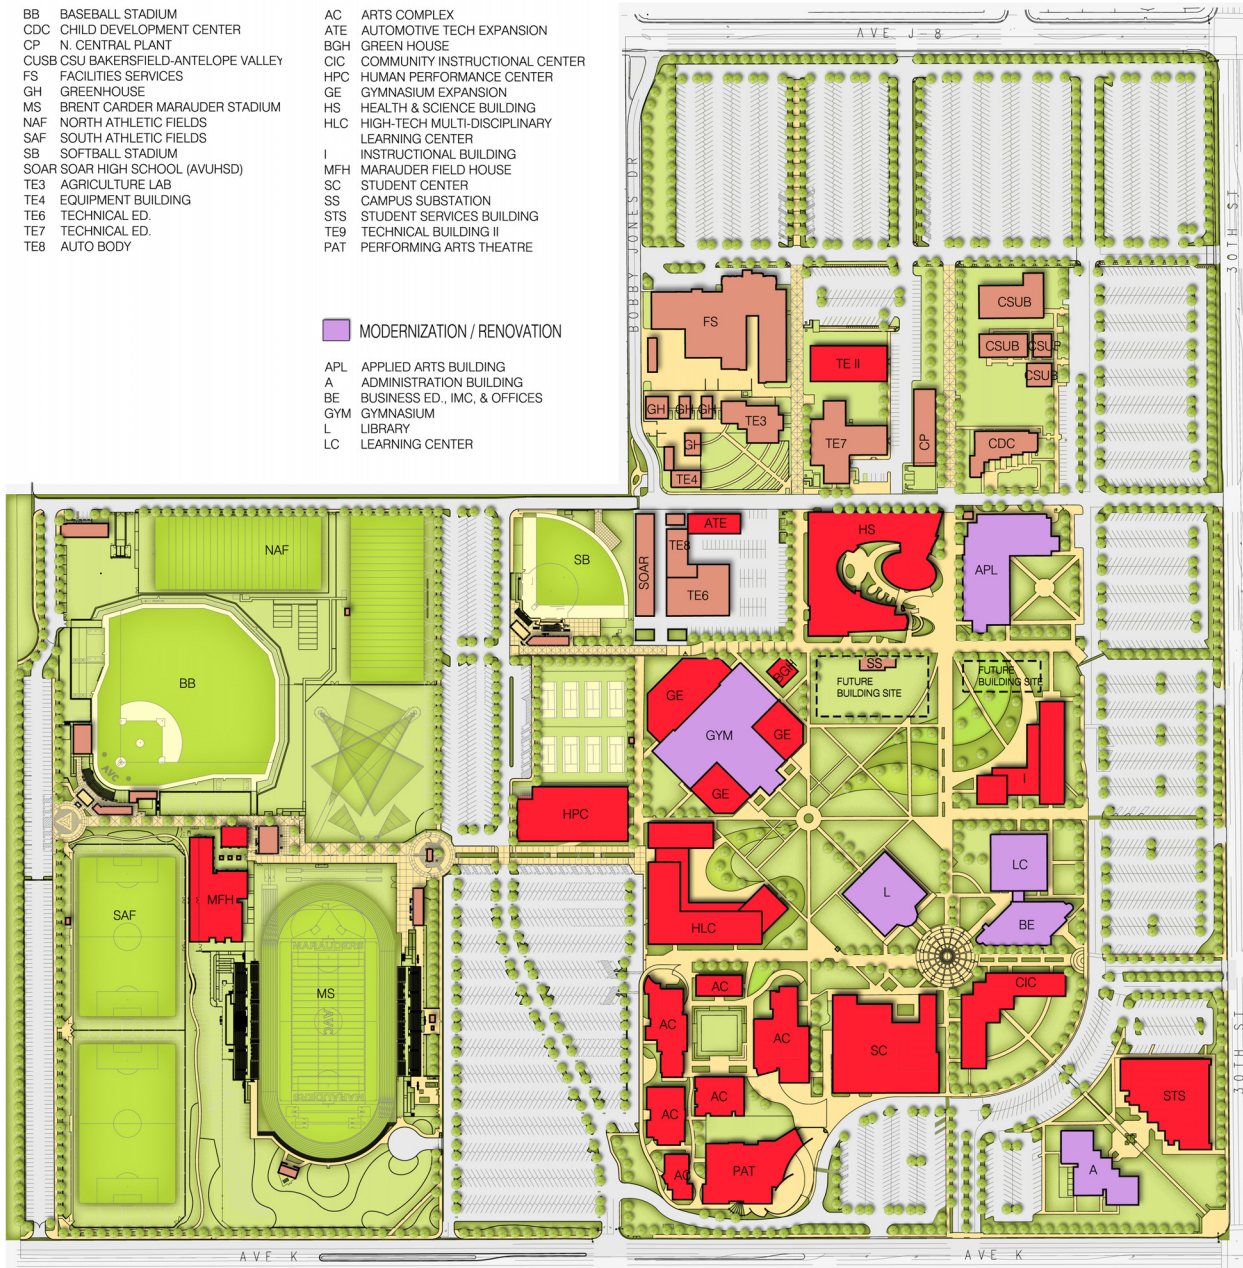 BB BASEBALL STADIUM
CDC CHILD DEVELOPMENT CENTER
CP N. CENTRAL PLANT
CUSB CSU BAKERSFIELD-ANTELOPE VALLEY
FS FACILITIES SERVICES
GH GREENHOUSE
MS BRENT CARDER MARAUDER STADIUM
NAF NORTH ATHLETIC FIELDS
SAF SOUTH ATHLETIC FIELDS
SB SOFTBALL STADIUM
SOAR SOAR HIGH SCHOOL (AVUHSD)
TE3 AGRICULTURE LAB
TE4 EQUIPMENT BUILDING
TE6 TECHNICAL ED.
TE7 TECHNICAL ED.
TE8 AUTO BODY
AC ARTS COMPLEX
ATE AUTOMOTIVE TECH EXPANSION
BGH GREEN HOUSE
CIC COMMUNITY INSTRUCTIONAL CENTER
HPC HUMAN PERFORMANCE CENTER
GE GYMNASIUM EXPANSION
HS HEALTH & SCIENCE BUILDING
HLC HIGH-TECH MULTI-DISCIPLINARY
LEARNING CENTER
I INSTRUCTIONAL BUILDING
MFH MARAUDER FIELD HOUSE
SC STUDENT CENTER
SS CAMPUS SUBSTATION
STS STUDENT SERVICES BUILDING
TE9 TECHNICAL BUILDING II
PAT PERFORMING ARTS THEATRE
MODERNIZATION / RENOVATION
APL APPLIED ARTS BUILDING
A ADMINISTRATION BUILDING
BE BUSINESS ED., IMC, & OFFICES
GYM GYMNASIUM
L LIBRARY
LC LEARNING CENTER
AVE J-8
BOBBY JONES DR
30TH ST
FS
CSUB
CSUB
CSUB
CSUB
TE II
GH
GH
GH
TE3
GH
TE4
TE7
CP
CDC
NAF
SB
SOAR
ATE
TE8
TE6
HS
APL
BB
AVC
GE
GYM
GE
GE
BGH
SS
FUTURE
BUILDING SITE
FUTURE
BUILDING SITE
I
HPC
LC
L
BE
MFH
SAF
HLC
MARAUDERS
MS
AVC
MARAUDERS
AC
AC
AC
AC
AC
AC
SC
CIC
30TH ST
STS
PAT
A
AVE K
AVE K